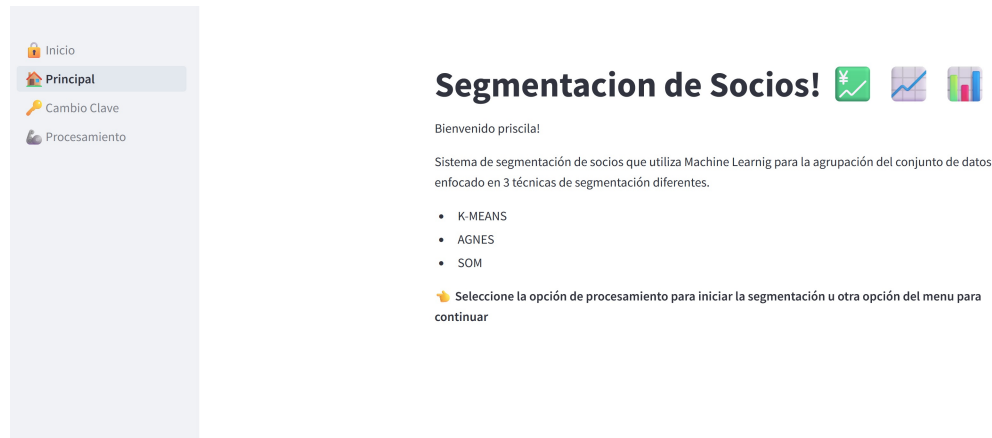 Inicio
Principal
Cambio Clave
Procesamiento
Segmentacion de Socios!
Bienvenido priscila!
Sistema de segmentación de socios que utiliza Machine Learnig para la agrupación del conjunto de datos
enfocado en 3 técnicas de segmentación diferentes.
• K-MEANS
• AGNES
• SOM
Seleccione la opción de procesamiento para iniciar la segmentación u otra opción del menu para
continuar